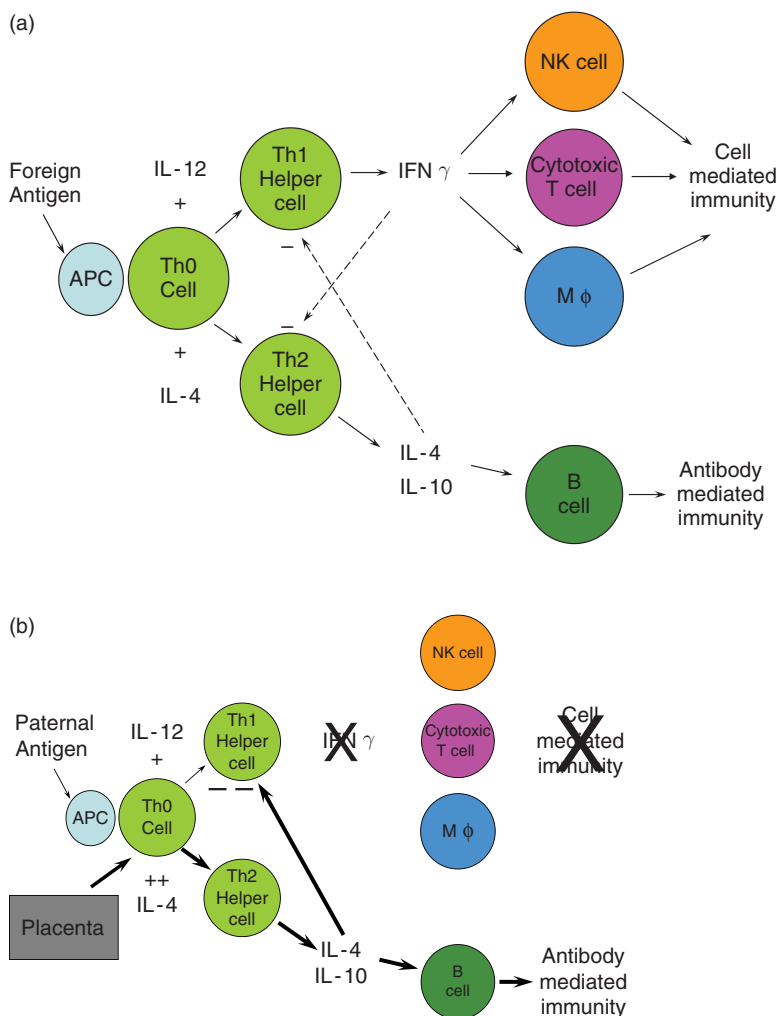 (a)
NK cell
Foreign
Antigen
IL-12
+
Th1
Helper
cell
IFN γ
Cytotoxic
T cell
Cell
mediated
immunity
APC
Th0
Cell
–
–
M ϕ
+
IL-4
Th2
Helper
cell
IL-4
IL-10
B
cell
Antibody
mediated
immunity
(b)
NK cell
Paternal
Antigen
IL-12
+
Th1
Helper
cell
IFN γ
Cytotoxic
T cell
Cell
mediated
immunity
APC
Th0
Cell
– –
M ϕ
Placenta
++
IL-4
Th2
Helper
cell
IL-4
IL-10
B
cell
Antibody
mediated
immunity